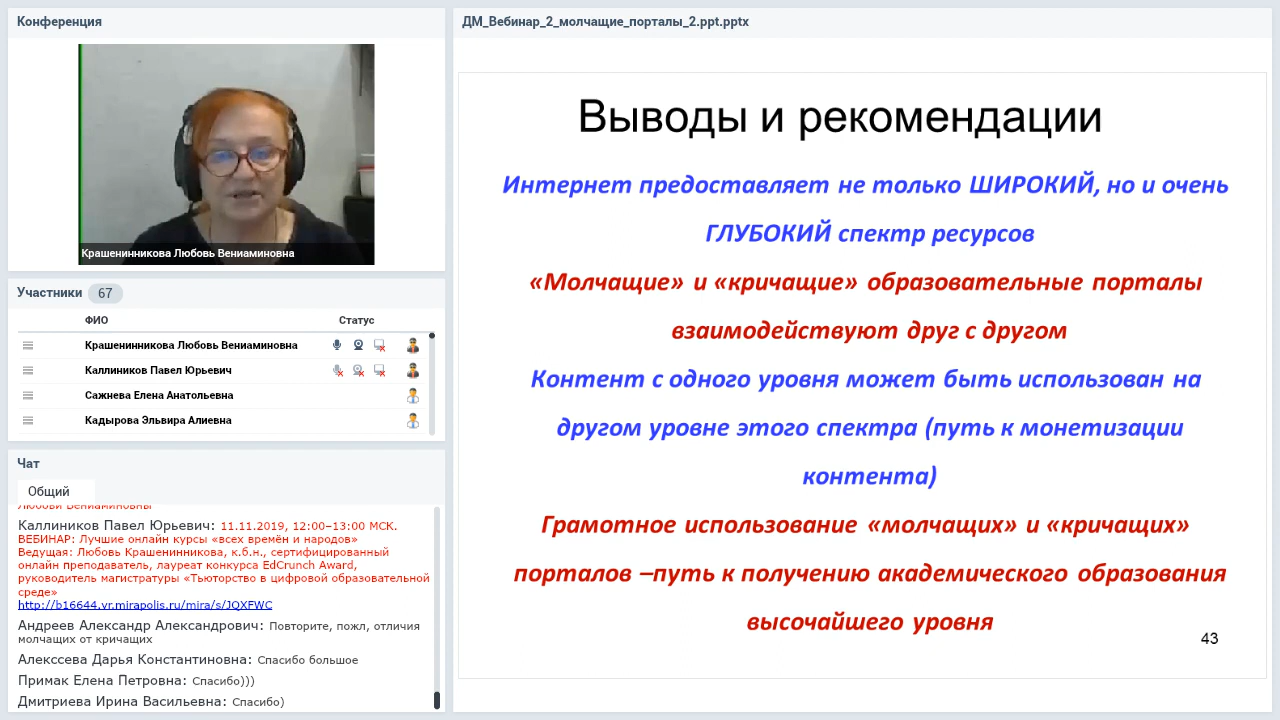 Конференция
Крашенинникова Любовь Вениаминовна
Участники 67
ФИО Статус
Крашенинникова Любовь Вениаминовна
Каллиников Павел Юрьевич
Сажнева Елена Анатольевна
Кадырова Эльвира Алиевна
Чат
Общий
Любови Вениаминовны
Каллиников Павел Юрьевич: 11.11.2019, 12:00–13:00 МСК.
ВЕБИНАР: Лучшие онлайн курсы «всех времён и народов»
Ведущая: Любовь Крашенинникова, к.б.н., сертифицированный
онлайн преподаватель, лауреат конкурса EdCrunch Award,
руководитель магистратуры «Тьюторство в цифровой образовательной
среде»
http://b16644.vr.mirapolis.ru/mira/s/JQXFWC
Андреев Александр Александрович: Повторите, пожл, отличия
молчащих от кричащих
Алекссева Дарья Константиновна: Спасибо большое
Примак Елена Петровна: Спасибо)))
Дмитриева Ирина Васильевна: Спасибо)
ДМ_Вебинар_2_молчащие_порталы_2.ppt.pptx
Выводы и рекомендации
Интернет предоставляет не только ШИРОКИЙ, но и очень
ГЛУБОКИЙ спектр ресурсов
«Молчащие» и «кричащие» образовательные порталы
взаимодействуют друг с другом
Контент с одного уровня может быть использован на
другом уровне этого спектра (путь к монетизации
контента)
Грамотное использование «молчащих» и «кричащих»
порталов –путь к получению академического образования
высочайшего уровня
43